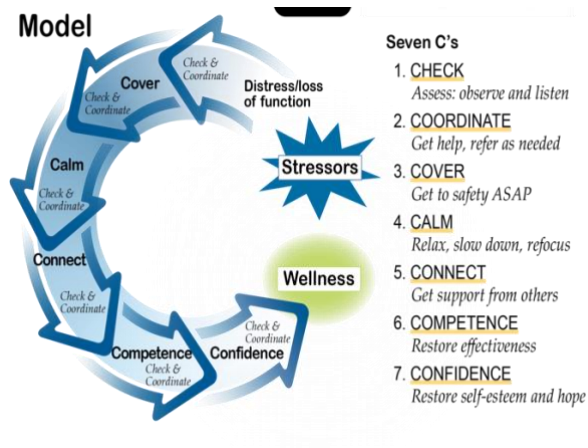 Model
Check &
Coordinate
Cover
Distress/loss
of function
Check &
Coordinate
Stressors
Calm
Check &
Coordinate
Connect
Wellness
Check &
Coordinate
Check &
Coordinate
Competence
Confidence
Check &
Coordinate
Seven C's
1. CHECK
Assess: observe and listen
2. COORDINATE
Get help, refer as needed
3. COVER
Get to safety ASAP
4. CALM
Relax, slow down, refocus
5. CONNECT
Get support from others
6. COMPETENCE
Restore effectiveness
7. CONFIDENCE
Restore self-esteem and hope